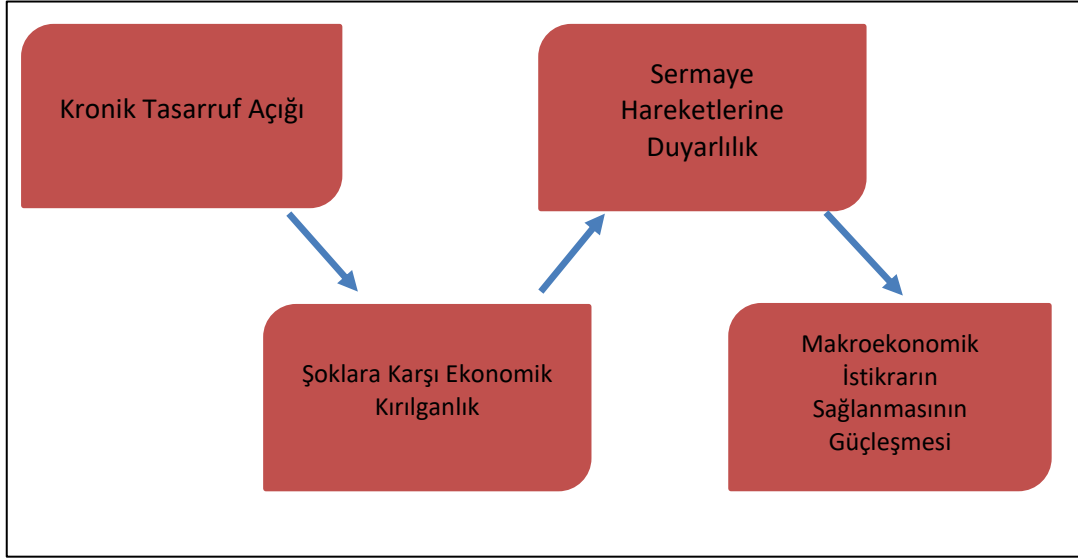 Kronik Tasarruf Açığı
Şoklara Karşı Ekonomik
Kırılganlık
Sermaye
Hareketlerine
Duyarlılık
Makroekonomik
İstikrarın
Sağlanmasının
Güçleşmesi